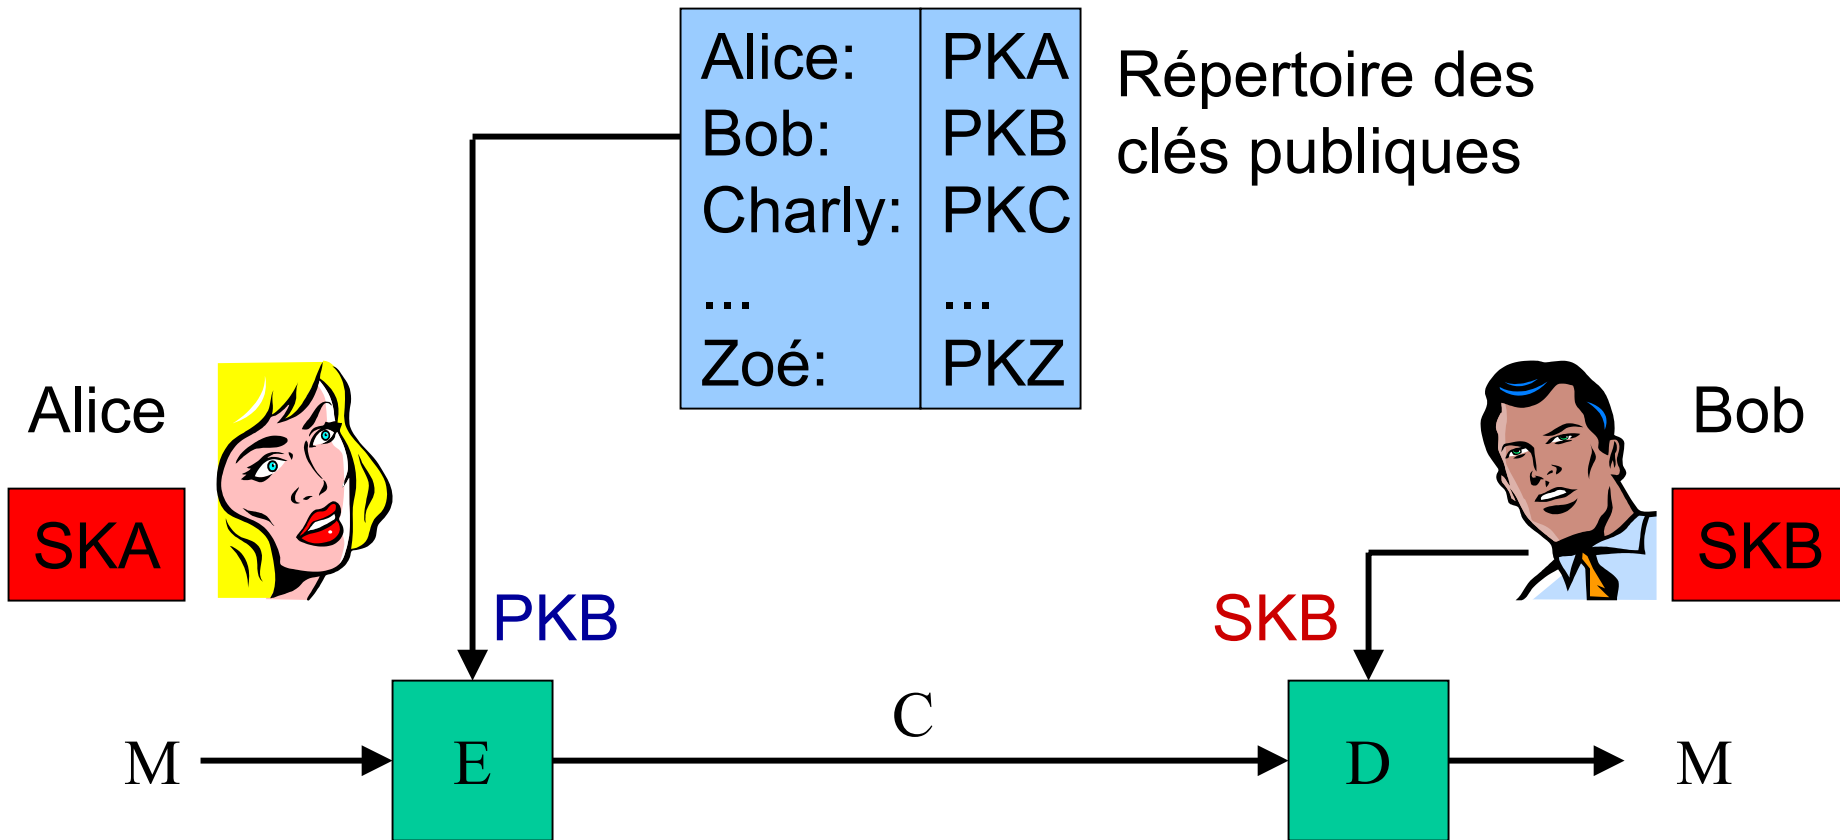 Alice: PKA
Bob: PKB
Charly: PKC
... ...
Zoé: PKZ
Répertoire des
clés publiques
Alice
SKA
Bob
SKB
PKB
SKB
M
E
C
D
M